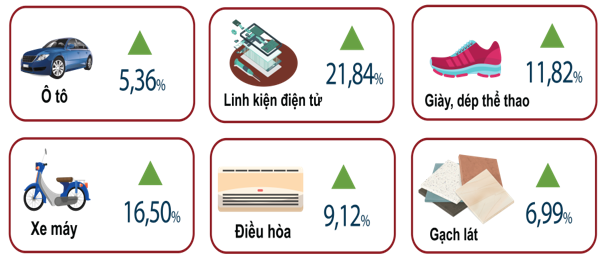 5,36%
Ô tô
21,84%
Linh kiện điện tử
11,82%
Giày, dép thể thao
16,50%
Xe máy
9,12%
Điều hòa
6,99%
Gạch lát